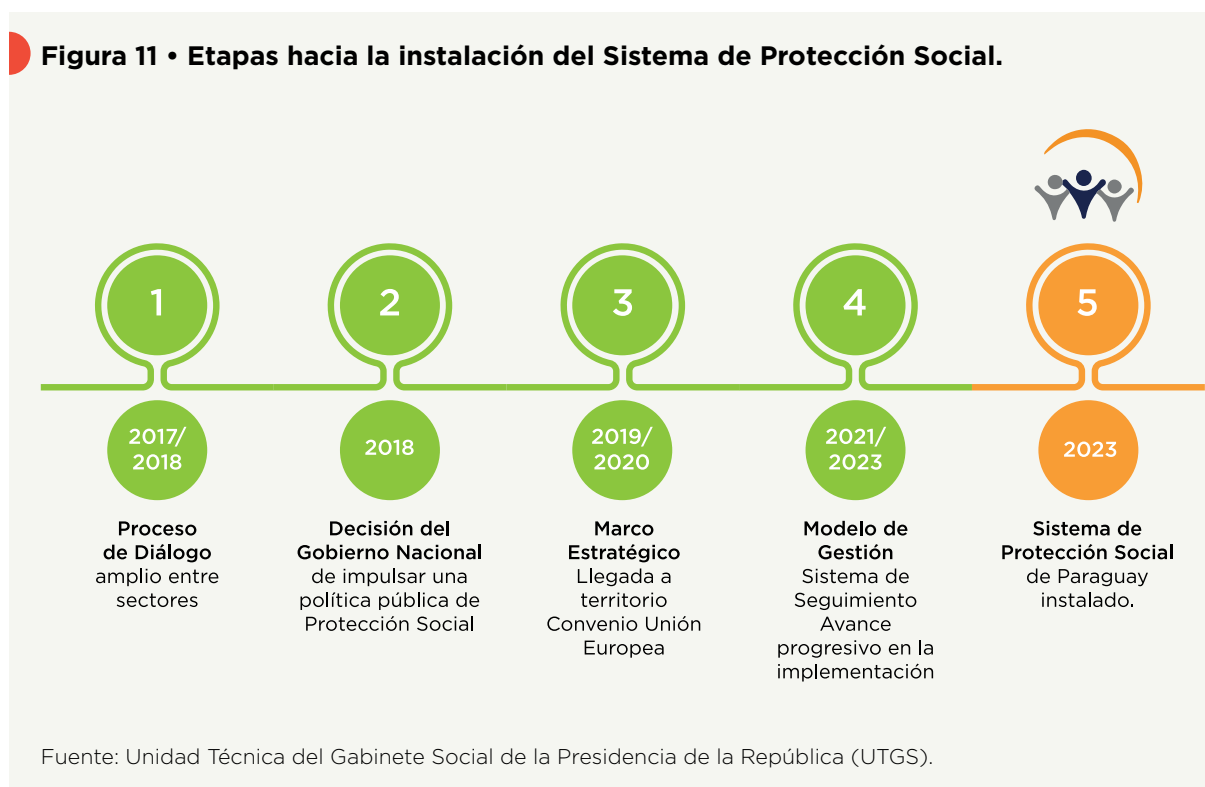 Figura 11 • Etapas hacia la instalación del Sistema de Protección Social.
1
2017/
2018
Proceso
de Diálogo
amplio entre
sectores
2
2018
Decisión del
Gobierno Nacional
de impulsar una
política pública de
Protección Social
3
2019/
2020
Marco
Estratégico
Llegada a
territorio
Convenio Unión
Europea
4
2021/
2023
Modelo de
Gestión
Sistema de
Seguimiento
Avance
progresivo en la
implementación
5
2023
Sistema de
Protección Social
de Paraguay
instalado.
Fuente: Unidad Técnica del Gabinete Social de la Presidencia de la República (UTGS).